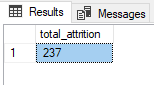 Results Messages
total_attrition
1 237